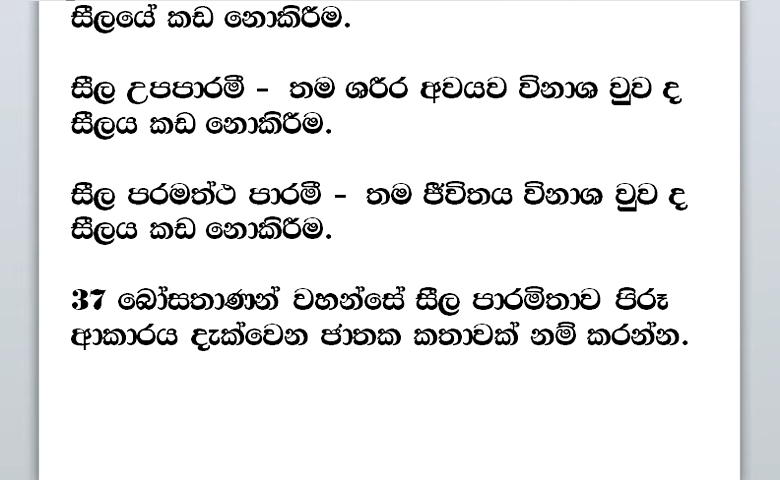 සීලයේ කඩ නොකිරීම.
සීල උපපාරමී - තම ශරීර අවයව විනාශ වුව ද
සීලය කඩ නොකිරීම.
සීල පරමත්ථ පාරමී - තම ජීවිතය විනාශ වුව ද
සීලය කඩ නොකිරීම.
37 බෝසතාණන් වහන්සේ සීල පාරමිතාව පිරූ
ආකාරය දැක්වෙන ජාතක කතාවක් නම් කරන්න.